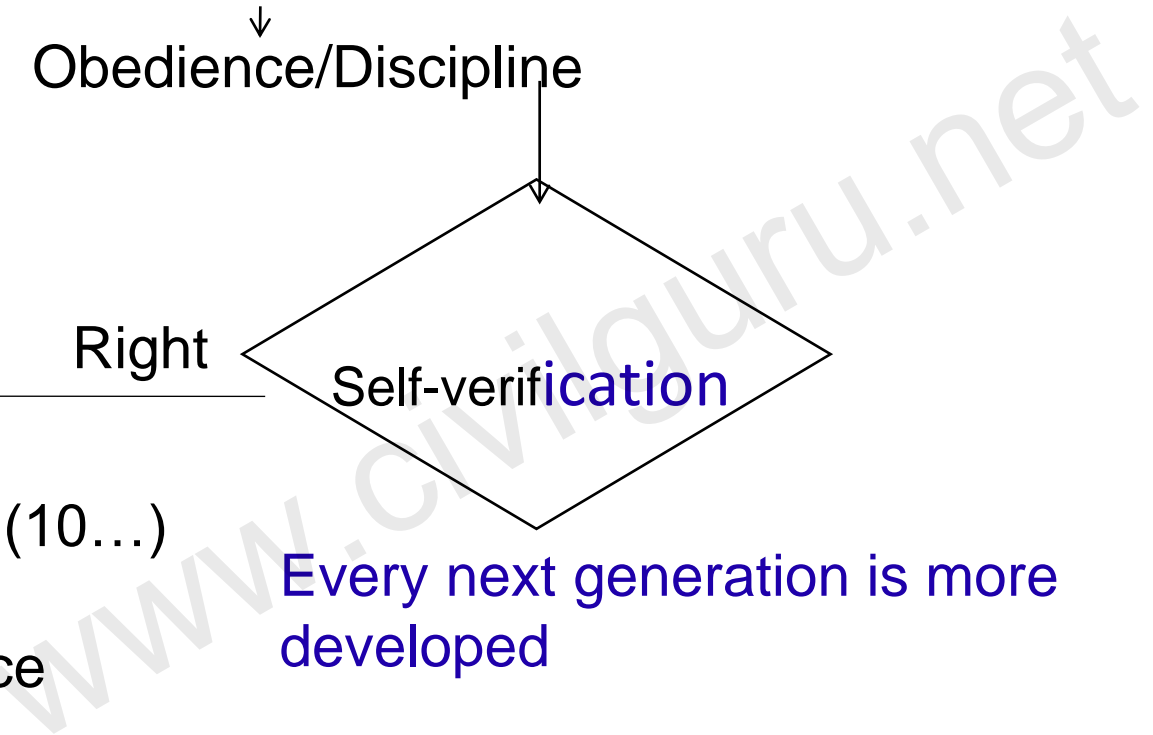 Obedience/Discipline
Right
Self-verification
(10…)
Every next generation is more
developed
ce
www.civilguru.net